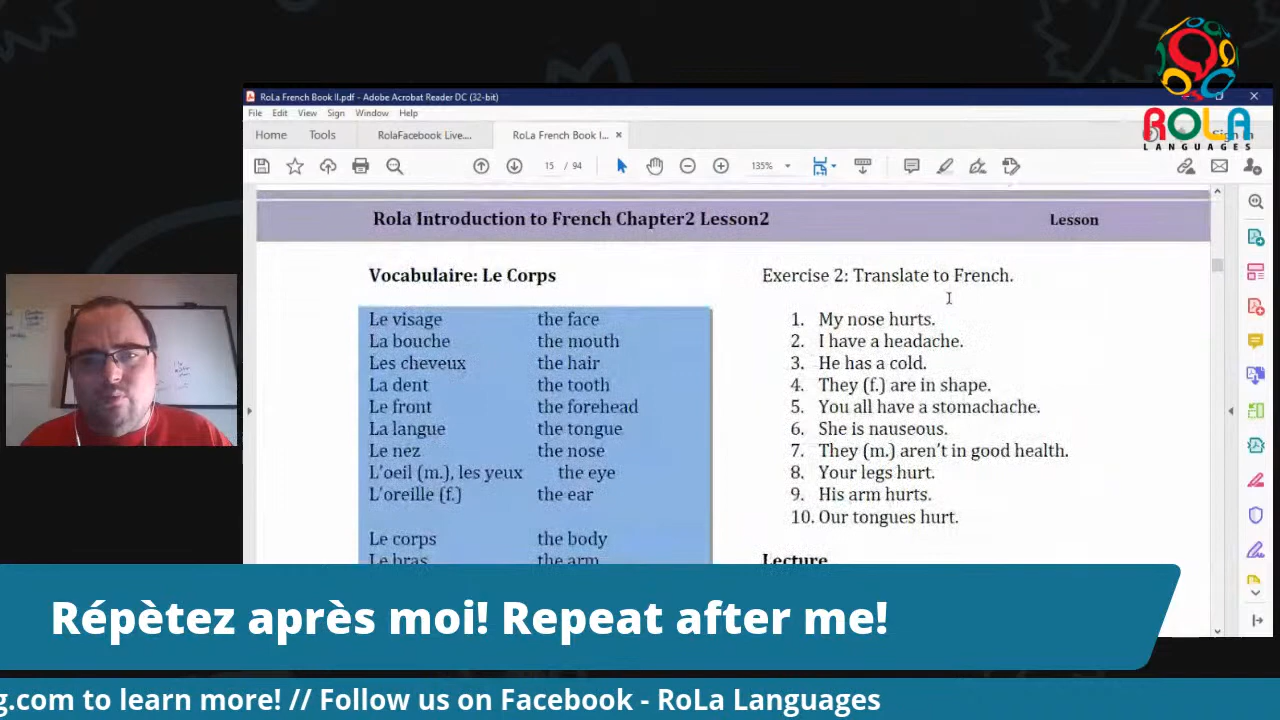 RoLa French Book II.pdf - Adobe Acrobat Reader DC (32-bit)
File Edit View Sign Window Help
Home Tools RolaFacebook Live... RoLa French Book I... ×
15 / 94 135%
ROLA
LANGUAGES
Rola Introduction to French Chapter2 Lesson2 Lesson
Vocabulaire: Le Corps
Le visage the face
La bouche the mouth
Les cheveux the hair
La dent the tooth
Le front the forehead
La langue the tongue
Le nez the nose
L'oeil (m.), les yeux the eye
L'oreille (f.) the ear
Le corps the body
Le bras the arm
Exercise 2: Translate to French.
1. My nose hurts.
2. I have a headache.
3. He has a cold.
4. They (f.) are in shape.
5. You all have a stomachache.
6. She is nauseous.
7. They (m.) aren't in good health.
8. Your legs hurt.
9. His arm hurts.
10. Our tongues hurt.
Lecture
Répètez après moi! Repeat after me!
g.com to learn more! // Follow us on Facebook - RoLa Languages